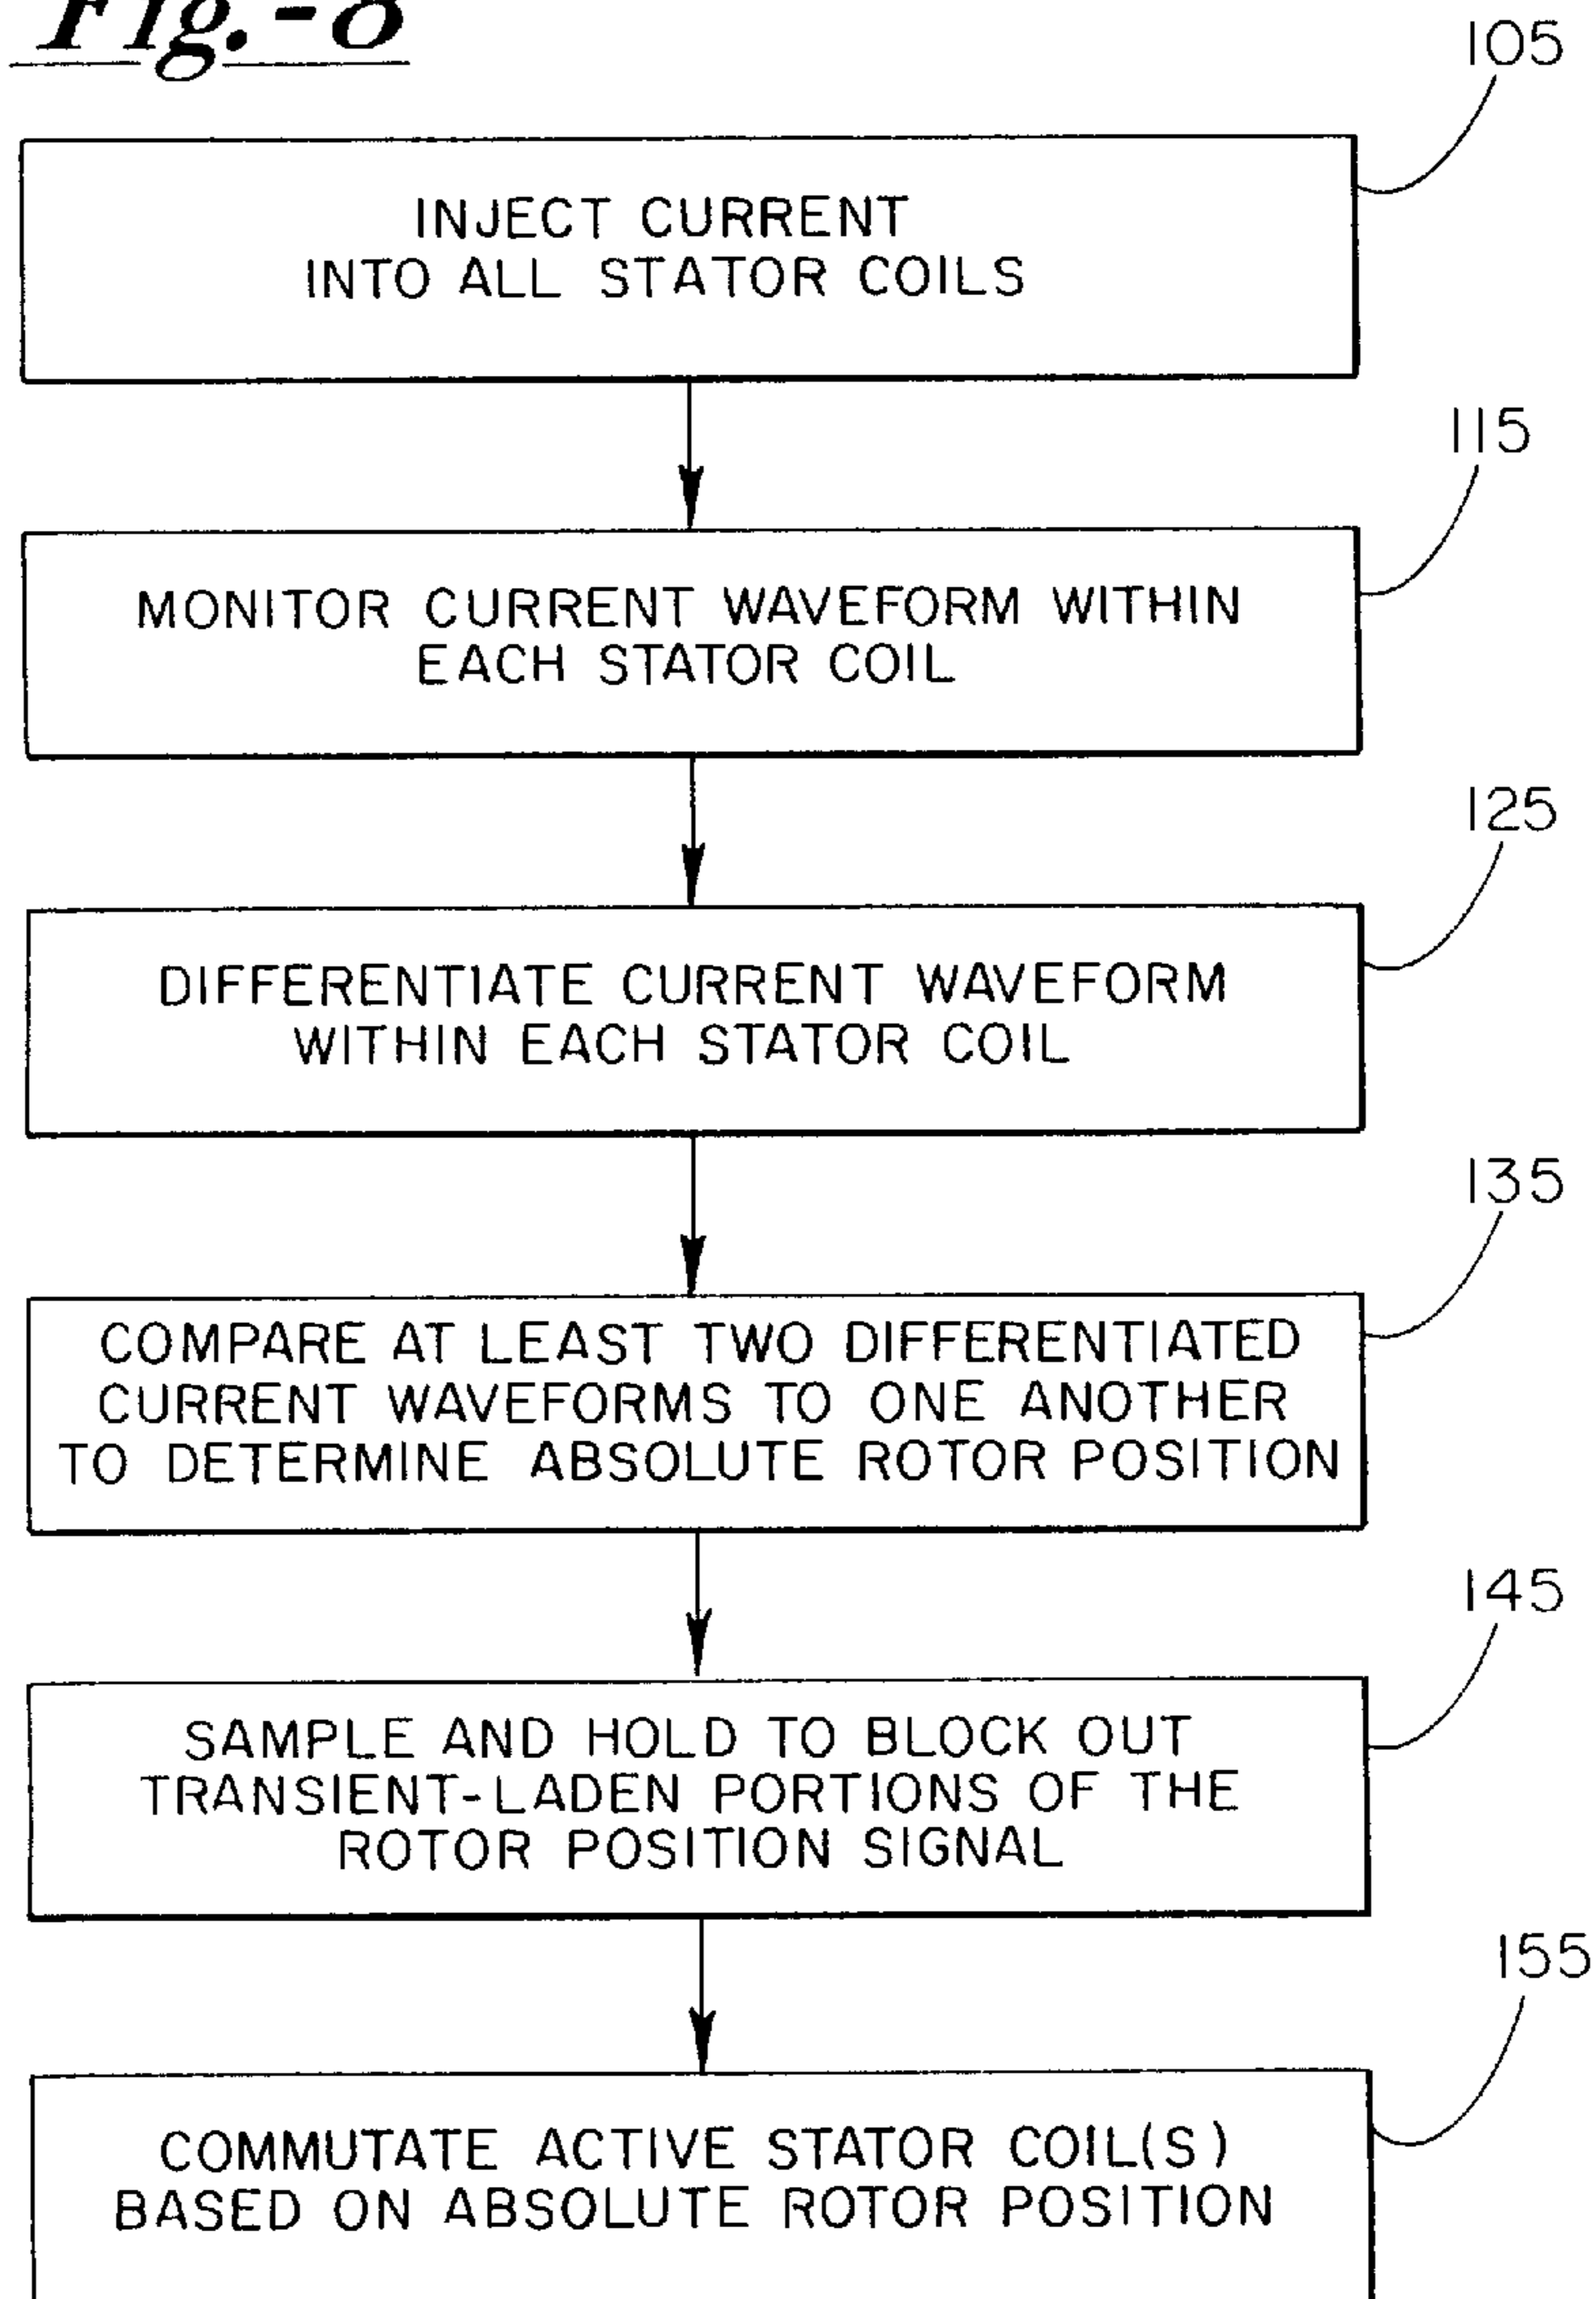 Fig.-8
105
INJECT CURRENT
INTO ALL STATOR COILS
115
MONITOR CURRENT WAVEFORM WITHIN
EACH STATOR COIL
125
DIFFERENTIATE CURRENT WAVEFORM
WITHIN EACH STATOR COIL
135
COMPARE AT LEAST TWO DIFFERENTIATED
CURRENT WAVEFORMS TO ONE ANOTHER
TO DETERMINE ABSOLUTE ROTOR POSITION
145
SAMPLE AND HOLD TO BLOCK OUT
TRANSIENT-LADEN PORTIONS OF THE
ROTOR POSITION SIGNAL
155
COMMUTATE ACTIVE STATOR COIL(S)
BASED ON ABSOLUTE ROTOR POSITION